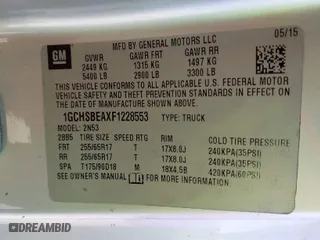 GM
MFD BY GENERAL MOTORS LLC
05/15
GVWR GAWR FRT GAWR RR
2449 KG 1315 KG 1497 KG
5400 LB 2900 LB 3300 LB
THIS VEHICLE CONFORMS TO ALL APPLICABLE U.S. FEDERAL MOTOR
VEHICLE SAFETY AND THEFT PREVENTION STANDARDS IN EFFECT ON
THE DATE OF MANUFACTURE SHOWN ABOVE.
1GCHSBEAXF1228553 TYPE: TRUCK
MODEL: 2N53
TIRE SIZE SPEED RTG RIM COLD TIRE PRESSURE
FRT 255/65R17 T 17X8.0J 240KPA(35PSI)
RR 255/65R17 T 17X8.0J 240KPA(35PSI)
SPA T175/90D18 M 18X4.5B 420KPA(60PSI)
SEE OWNER'S MANUAL FOR MORE INFORMATION.
© RIDESAFELY
AutoBidMaster